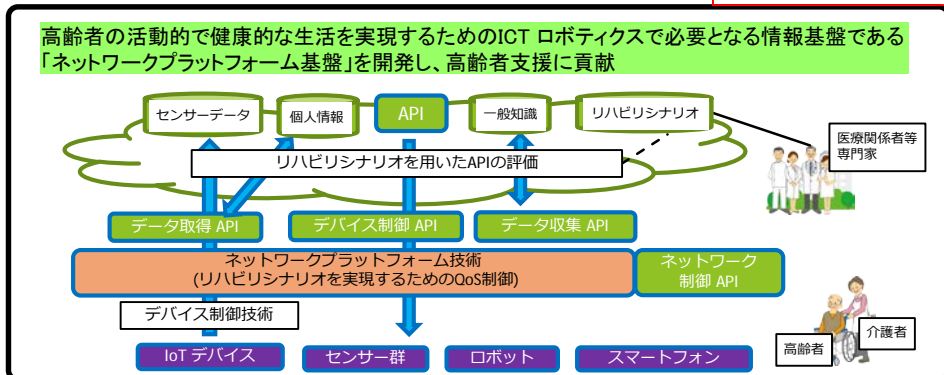 高齢者の活動的で健康的な生活を実現するためのICT ロボティクスで必要となる情報基盤である
「ネットワークプラットフォーム基盤」を開発し、高齢者支援に貢献
センサーデータ
個人情報
API
一般知識
リハビリシナリオ
医療関係者等
専門家
リハビリシナリオを用いたAPIの評価
データ取得 API
デバイス制御 API
データ収集 API
ネットワークプラットフォーム技術
(リハビリシナリオを実現するためのQoS制御)
ネットワーク
制御 API
デバイス制御技術
介護者
高齢者
IoT デバイス
センサー群
ロボット
スマートフォン